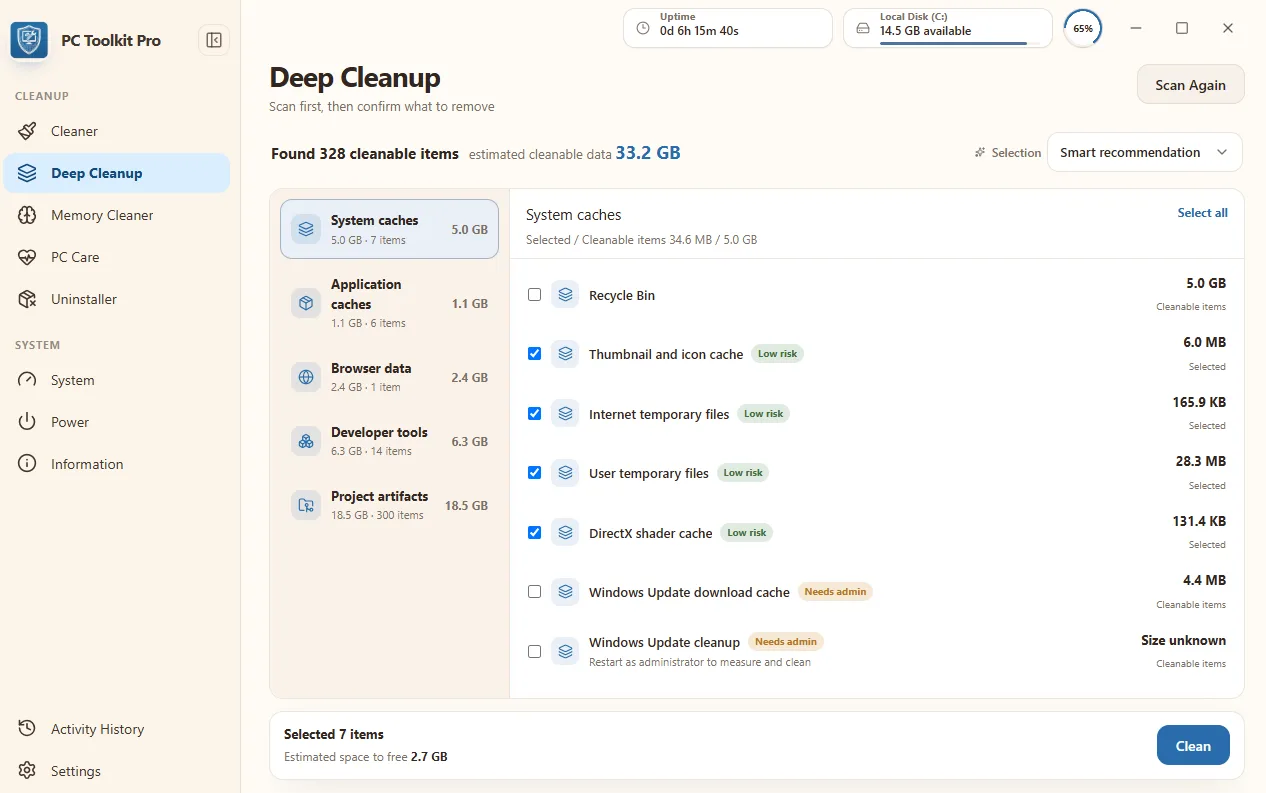 PC Toolkit Pro
Uptime
0d 6h 15m 40s
Local Disk (C:)
14.5 GB available
65%
CLEANUP
Cleaner
Deep Cleanup
Memory Cleaner
PC Care
Uninstaller
SYSTEM
System
Power
Information
Activity History
Settings
Deep Cleanup
Scan first, then confirm what to remove
Scan Again
Found 328 cleanable items estimated cleanable data 33.2 GB
Selection Smart recommendation
System caches
5.0 GB · 7 items
5.0 GB
Application
caches
1.1 GB · 6 items
1.1 GB
Browser data
2.4 GB · 1 item
2.4 GB
Developer tools
6.3 GB · 14 items
6.3 GB
Project artifacts
18.5 GB · 300 items
18.5 GB
System caches
Select all
Selected / Cleanable items 34.6 MB / 5.0 GB
Recycle Bin
5.0 GB
Cleanable items
Thumbnail and icon cache Low risk
6.0 MB
Selected
Internet temporary files Low risk
165.9 KB
Selected
User temporary files Low risk
28.3 MB
Selected
DirectX shader cache Low risk
131.4 KB
Selected
Windows Update download cache Needs admin
4.4 MB
Cleanable items
Windows Update cleanup Needs admin
Restart as administrator to measure and clean
Size unknown
Cleanable items
Selected 7 items
Estimated space to free 2.7 GB
Clean